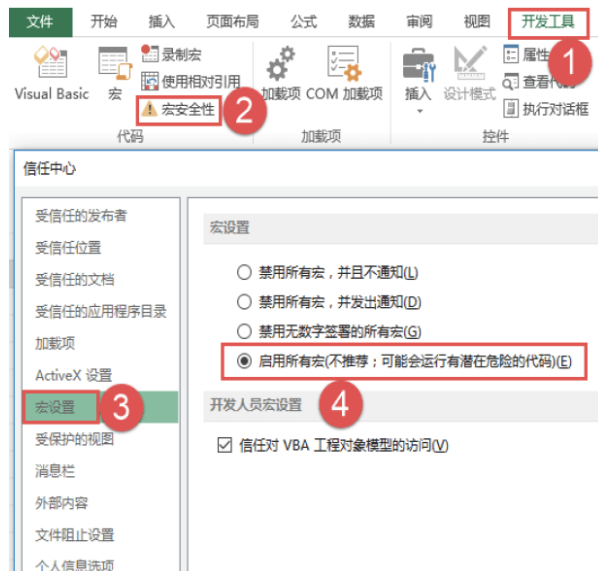 文件 开始 插入 页面布局 公式 数据 审阅 视图 开发工具
1
Visual Basic
宏
录制宏
使用相对引用
宏安全性
2
代码
加载项 COM 加载项
加载项
插入 设计模式
属性
查看代码
执行对话框
控件
信任中心
受信任的发布者
受信任位置
受信任的文档
受信任的应用程序目录
加载项
ActiveX 设置
宏设置
3
受保护的视图
消息栏
外部内容
文件阻止设置
个人信息选项
宏设置
禁用所有宏，并且不通知(L)
禁用所有宏，并发出通知(D)
禁用无数字签署的所有宏(G)
启用所有宏(不推荐；可能会运行有潜在危险的代码)(E)
开发人员宏设置
4
信任对 VBA 工程对象模型的访问(V)